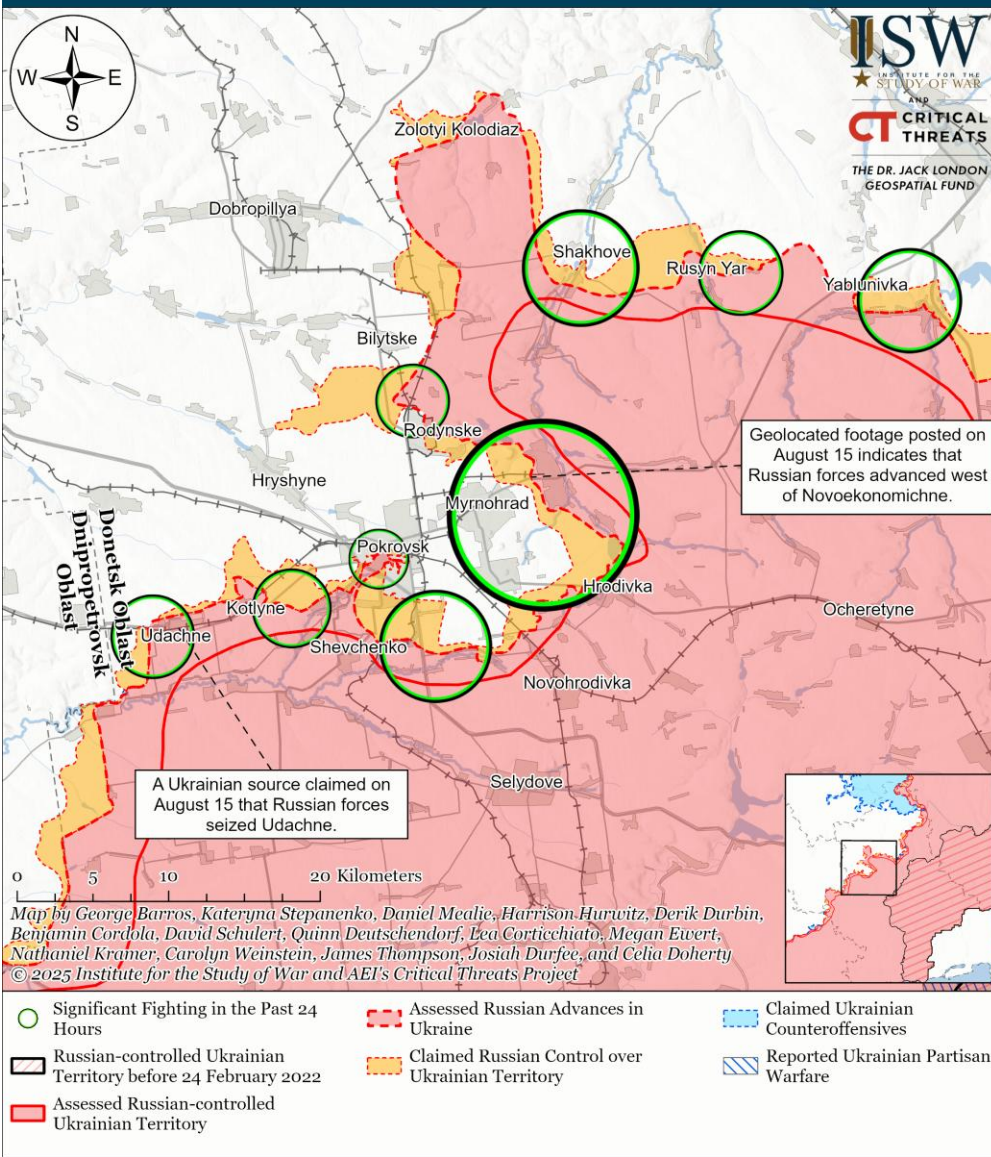 N
W E
S
ISW
INSTITUTE FOR THE
STUDY OF WAR
AND
CT CRITICAL
THREATS
THE DR. JACK LONDON
GEOSPATIAL FUND
Zolotyi Kolodiaz
Dobropillya
Shakhove
Rusyn Yar
Yablunivka
Bilytske
Rodynske
Geolocated footage posted on
August 15 indicates that
Russian forces advanced west
of Novoekonomichne.
Hryshyne
Myrnohrad
Pokrovsk
Donetsk Oblast
Dnipropetrovsk
Oblast
Hrodivka
Kotlyne
Ocheretyne
Udachne
Shevchenko
Novohrodivka
Selydove
A Ukrainian source claimed on
August 15 that Russian forces
seized Udachne.
0 5 10 20 Kilometers
Map by George Barros, Kateryna Stepanenko, Daniel Mealie, Harrison Hurwitz, Derik Durbin,
Benjamin Cordola, David Schulert, Quinn Deutschendorf, Lea Corticchiato, Megan Ewert,
Nathaniel Kramer, Carolyn Weinstein, James Thompson, Josiah Durfee, and Celia Doherty
© 2025 Institute for the Study of War and AEI's Critical Threats Project
Significant Fighting in the Past 24
Hours
Russian-controlled Ukrainian
Territory before 24 February 2022
Assessed Russian-controlled
Ukrainian Territory
Assessed Russian Advances in
Ukraine
Claimed Russian Control over
Ukrainian Territory
Claimed Ukrainian
Counteroffensives
Reported Ukrainian Partisan
Warfare